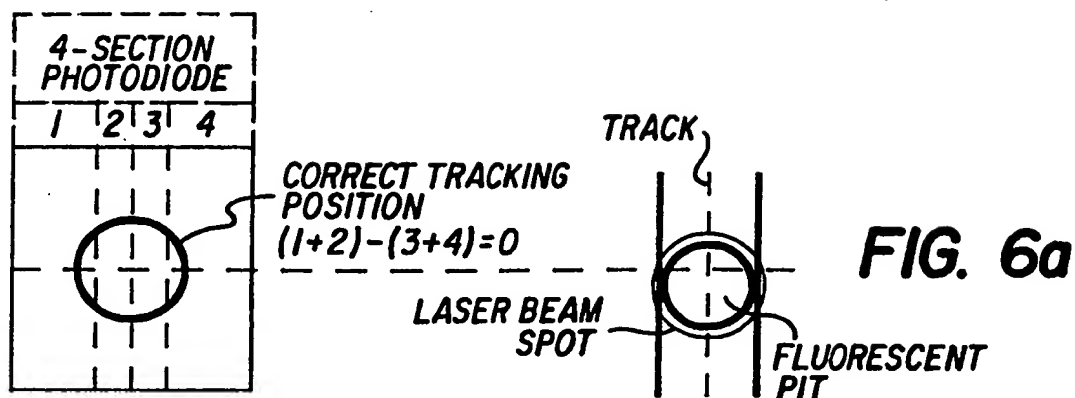 4-SECTION
PHOTODIODE
1 2 3 4
CORRECT TRACKING
POSITION
(1+2)-(3+4)=0
TRACK
LASER BEAM
SPOT
FLUORESCENT
PIT
FIG. 6a